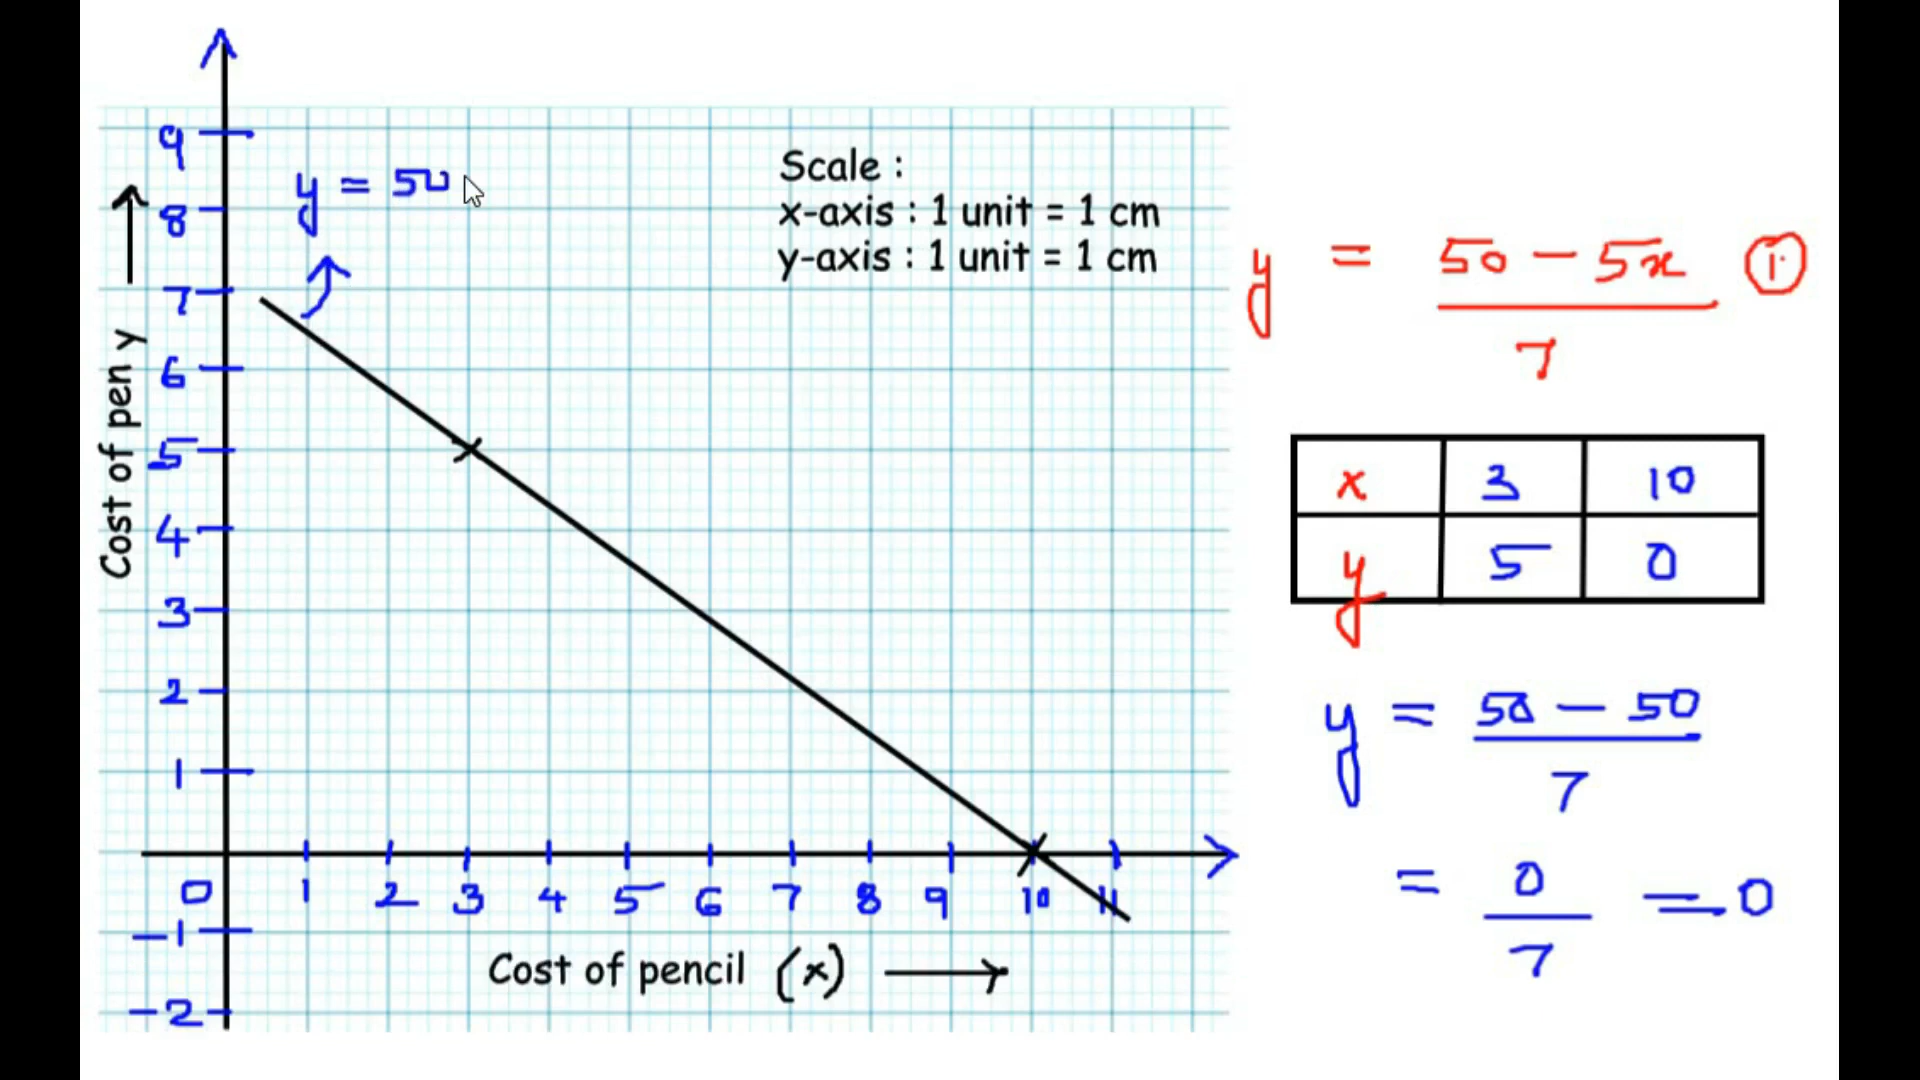 9
y = 50
8
7
6
5
4
3
2
1
0 1 2 3 4 5 6 7 8 9 10 11
-1
-2
Cost of pen y
Cost of pencil (x)
Scale :
x-axis : 1 unit = 1 cm
y-axis : 1 unit = 1 cm
y = 50 - 5x ①
7
x 3 10
y 5 0
y = 50 - 50
7
= 0 = 0
7